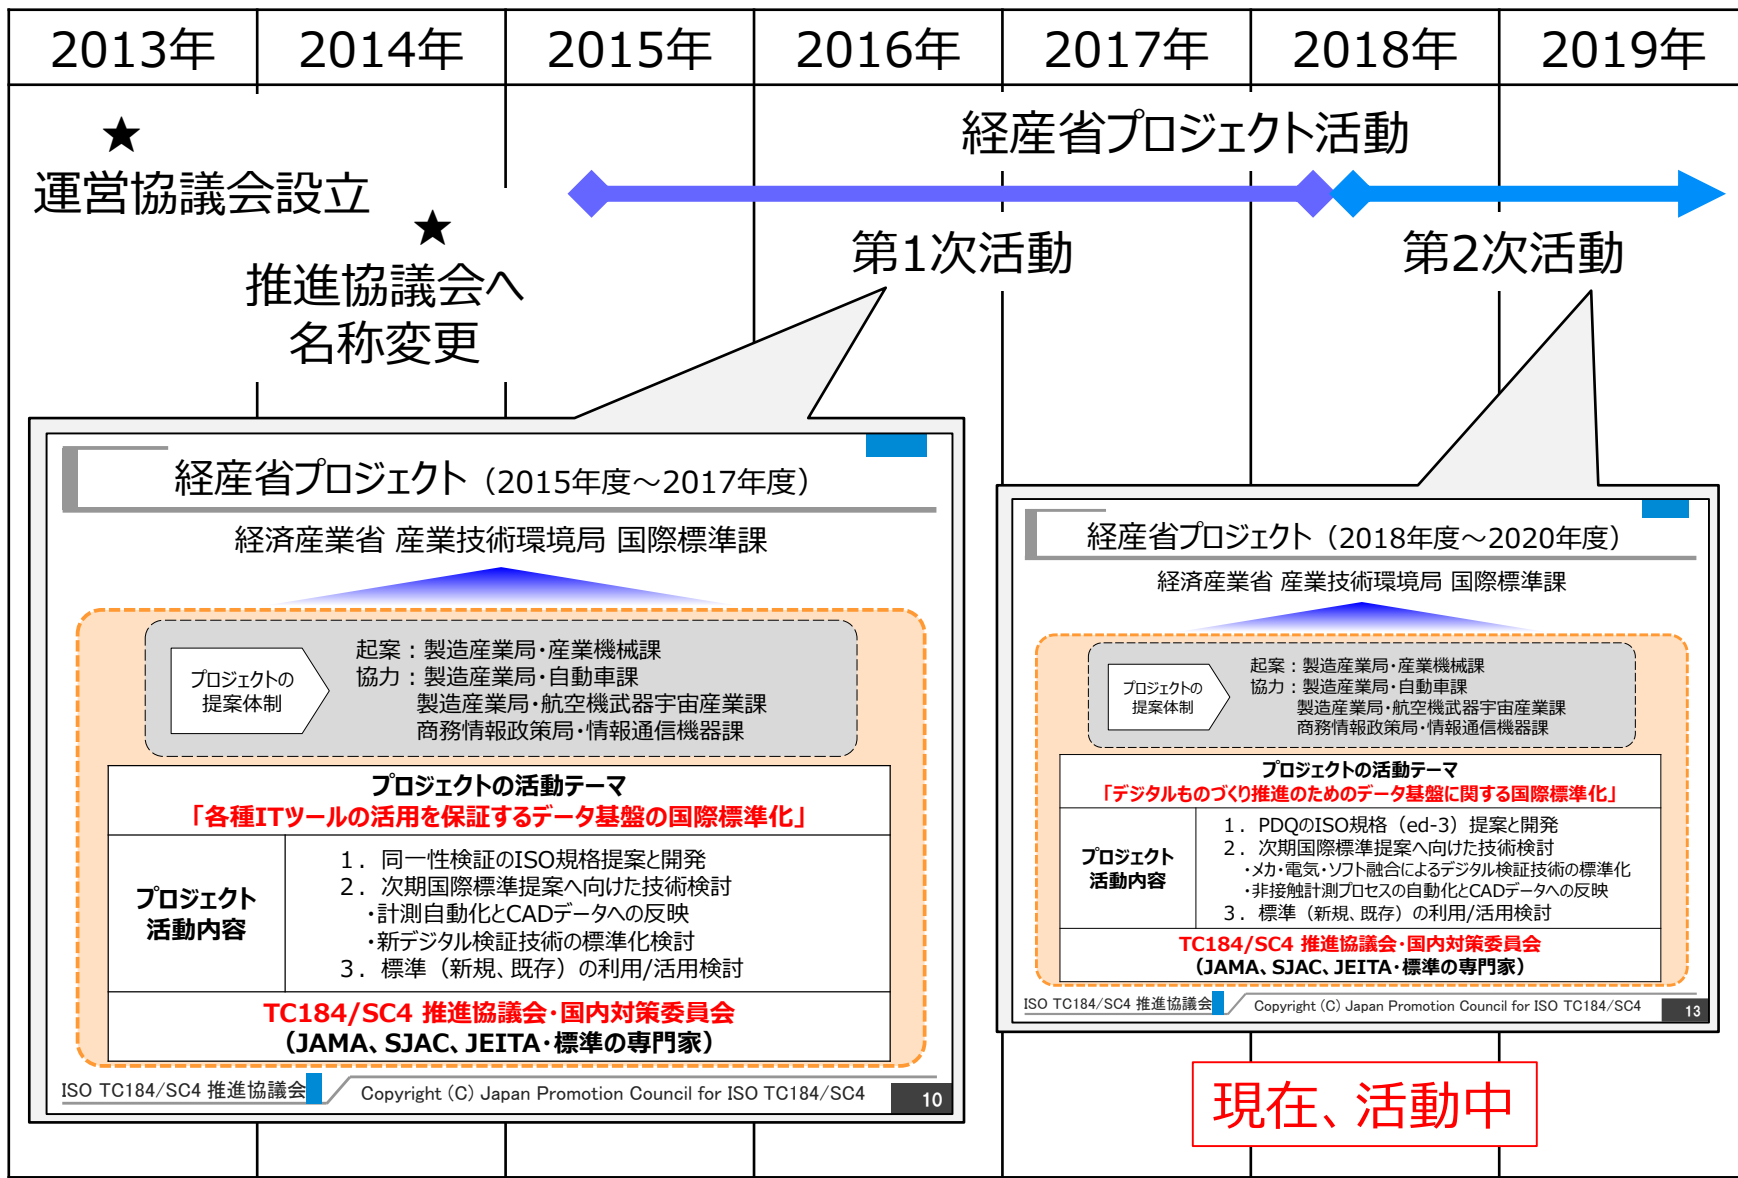 2013年 2014年 2015年 2016年 2017年 2018年 2019年
★
運営協議会設立
★
推進協議会へ
名称変更
経産省プロジェクト活動
第1次活動
第2次活動
経産省プロジェクト（2015年度～2017年度）
経済産業省 産業技術環境局 国際標準課
プロジェクトの
提案体制
起案：製造産業局・産業機械課
協力：製造産業局・自動車課
製造産業局・航空機武器宇宙産業課
商務情報政策局・情報通信機器課
プロジェクトの活動テーマ
「各種ITツールの活用を保証するデータ基盤の国際標準化」
プロジェクト
活動内容
１．同一性検証のISO規格提案と開発
２．次期国際標準提案へ向けた技術検討
・計測自動化とCADデータへの反映
・新デジタル検証技術の標準化検討
３．標準（新規、既存）の利用/活用検討
TC184/SC4 推進協議会・国内対策委員会
（JAMA、SJAC、JEITA・標準の専門家）
ISO TC184/SC4 推進協議会 Copyright (C) Japan Promotion Council for ISO TC184/SC4 10
経産省プロジェクト（2018年度～2020年度）
経済産業省 産業技術環境局 国際標準課
プロジェクトの
提案体制
起案：製造産業局・産業機械課
協力：製造産業局・自動車課
製造産業局・航空機武器宇宙産業課
商務情報政策局・情報通信機器課
プロジェクトの活動テーマ
「デジタルものづくり推進のためのデータ基盤に関する国際標準化」
プロジェクト
活動内容
１．PDQのISO規格（ed-3）提案と開発
２．次期国際標準提案へ向けた技術検討
・メカ・電気・ソフト融合によるデジタル検証技術の標準化
・非接触計測プロセスの自動化とCADデータへの反映
３．標準（新規、既存）の利用/活用検討
TC184/SC4 推進協議会・国内対策委員会
（JAMA、SJAC、JEITA・標準の専門家）
ISO TC184/SC4 推進協議会 Copyright (C) Japan Promotion Council for ISO TC184/SC4 13
現在、活動中